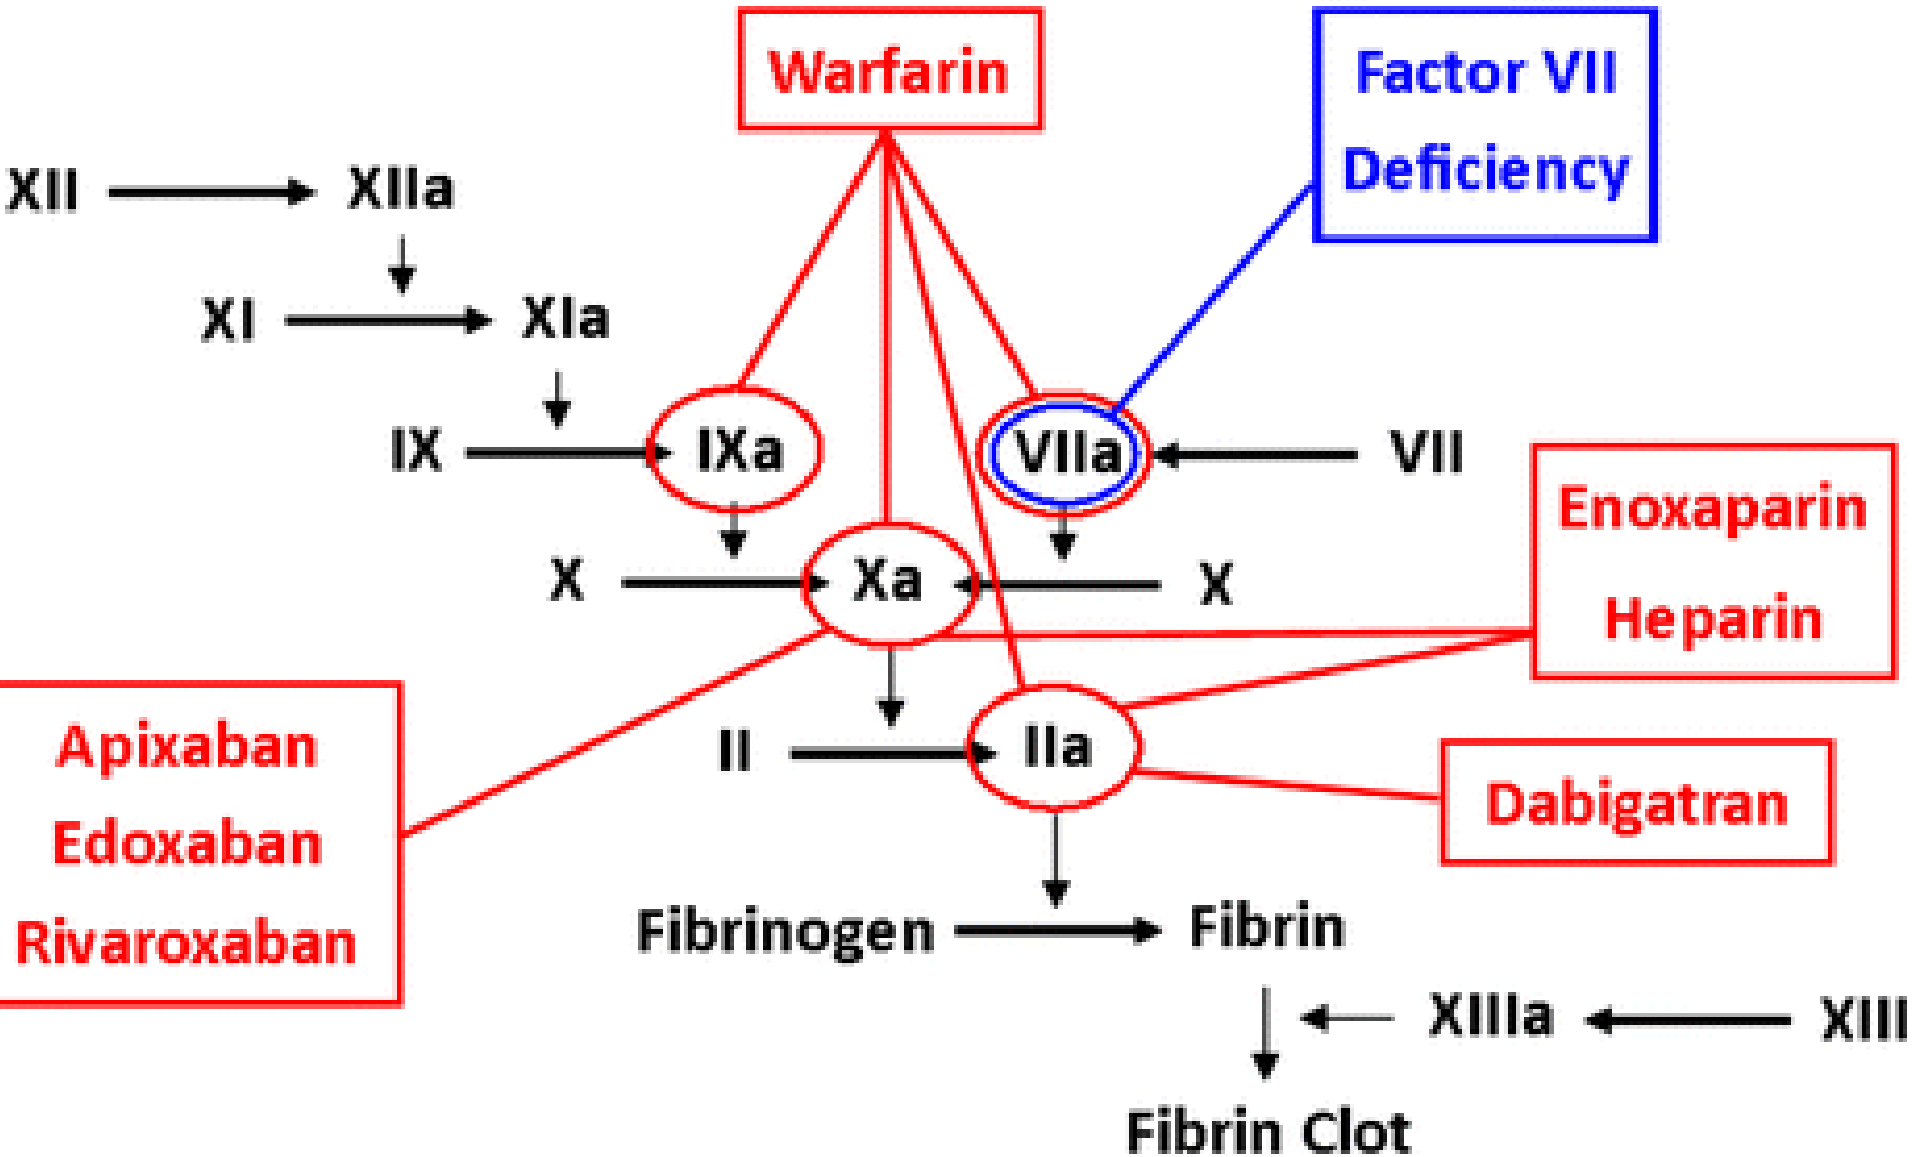 Warfarin
Factor VII
Deficiency
XII
XIIa
XI
XIa
IX
IXa
VIIa
VII
Enoxaparin
Heparin
X
Xa
X
Apixaban
Edoxaban
Rivaroxaban
II
IIa
Dabigatran
Fibrinogen
Fibrin
XIIIa
XIII
Fibrin Clot